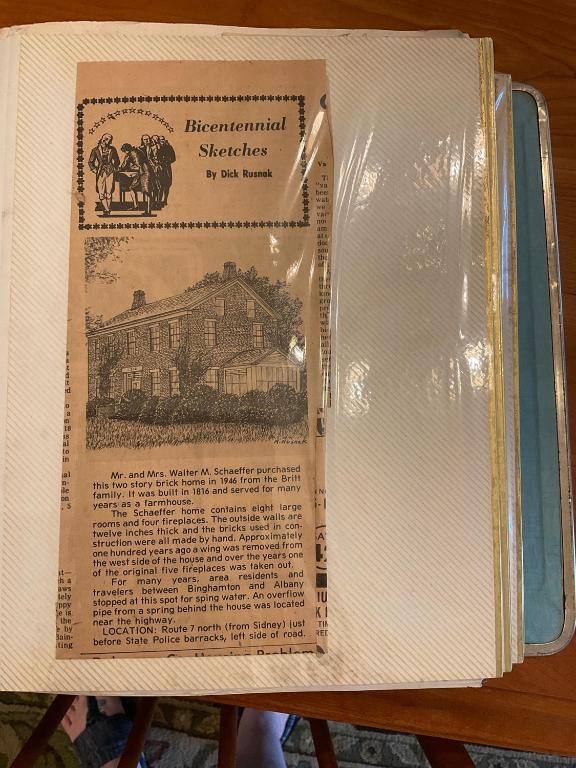 Bicentennial
Sketches
By Dick Rusnak
Mr. and Mrs. Walter M. Schaeffer purchased
this two story brick home in 1946 from the Britt
family. It was built in 1816 and served for many
years as a farmhouse.
The Schaeffer home contains eight large
rooms and four fireplaces. The outside walls are
twelve inches thick and the bricks used in con-
struction were all made by hand. Approximately
one hundred years ago a wing was removed from
the west side of the house and over the years one
of the original five fireplaces was taken out.
For many years, area residents and
travelers between Binghamton and Albany
stopped at this spot for sping water. An overflow
pipe from a spring behind the house was located
near the highway.
LOCATION: Route 7 north (from Sidney) just
before State Police barracks, left side of road.